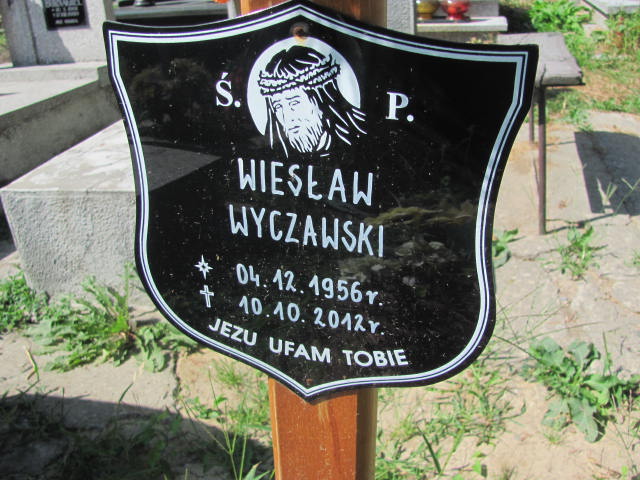 Ś. P.
WIESŁAW
WYCZAWSKI
04.12.1956r.
10.10.2012r.
JEZU UFAM TOBIE